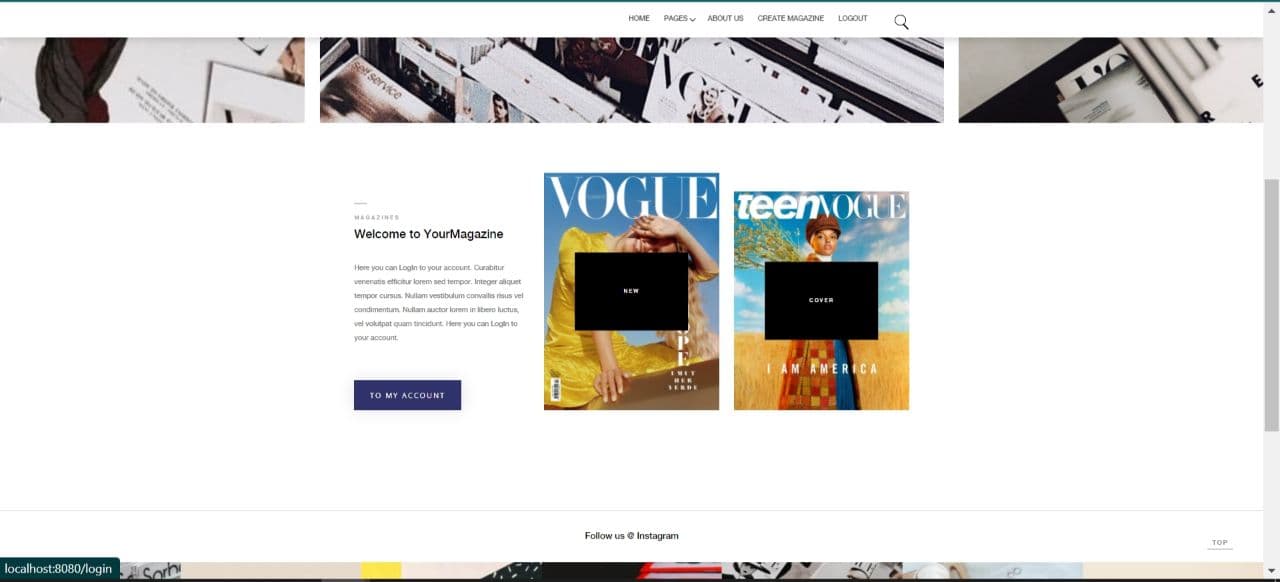 HOME PAGES ABOUT US CREATE MAGAZINE LOGOUT
self service
VOGUE
MAGAZINES
Welcome to YourMagazine
Here you can LogIn to your account. Curabitur
venenatis efficitur lorem sed tempor. Integer aliquet
tempor cursus. Nullam vestibulum convallis risus vel
condimentum. Nullam auctor lorem in libero luctus,
vel volutpat quam tincidunt. Here you can LogIn to
your account.
TO MY ACCOUNT
VOGUE
NEW
teenVOGUE
COVER
I AM AMERICA
Follow us @ Instagram
TOP
localhost:8080/login